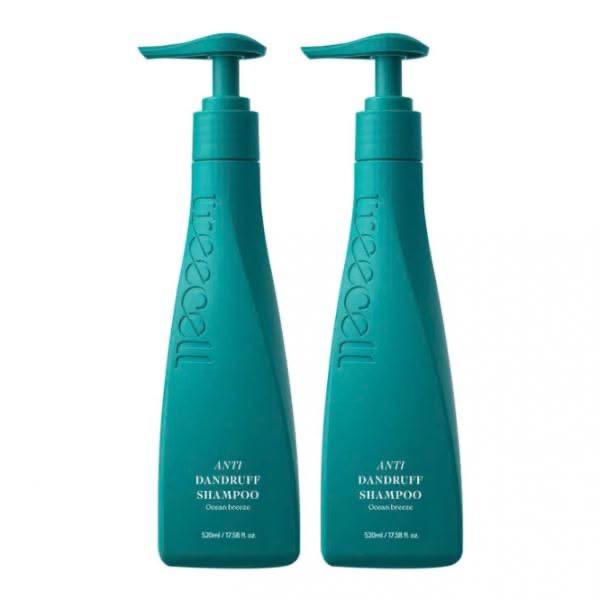 treecell
ANTI
DANDRUFF
SHAMPOO
Ocean breeze
520ml / 17.58 fl. oz.
treecell
ANTI
DANDRUFF
SHAMPOO
Ocean breeze
520ml / 17.58 fl. oz.